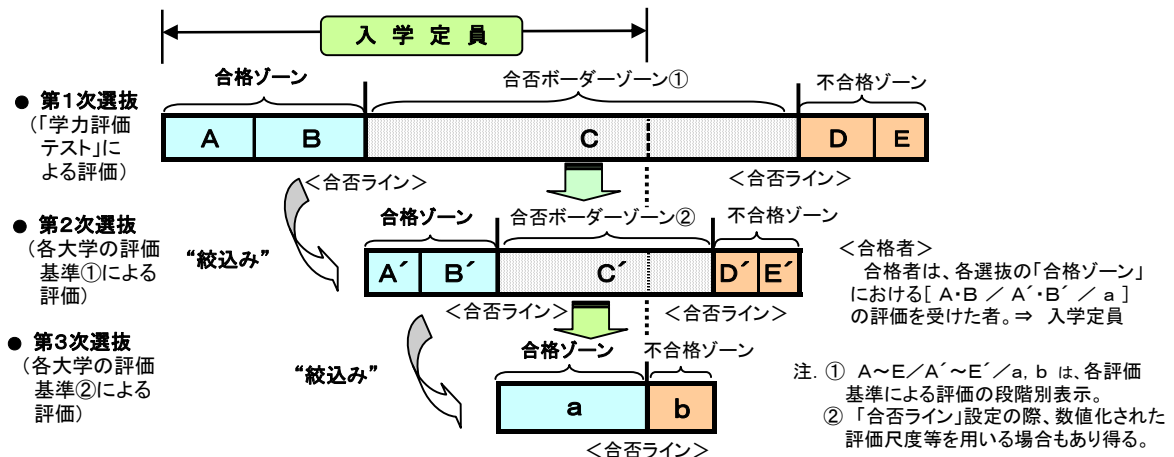 入 学 定 員
合格ゾーン
合否ボーダーゾーン①
不合格ゾーン
● 第1次選抜
(「学力評価
テスト」に
よる評価)
A
B
C
D
E
<合否ライン>
<合否ライン>
● 第2次選抜
(各大学の評価
基準①による
評価)
“絞込み”
合格ゾーン
合否ボーダーゾーン②
不合格ゾーン
A´
B´
C´
D´
E´
<合否ライン>
<合否ライン>
<合格者>
合格者は、各選抜の「合格ゾーン」
における[ A・B / A´・B´ / a ]
の評価を受けた者。⇒ 入学定員
● 第3次選抜
(各大学の評価
基準②による
評価)
“絞込み”
合格ゾーン
不合格ゾーン
a
b
<合否ライン>
注. ① A~E/A´~E´/a, b は、各評価
基準による評価の段階別表示。
② 「合否ライン」設定の際、数値化された
評価尺度等を用いる場合もあり得る。